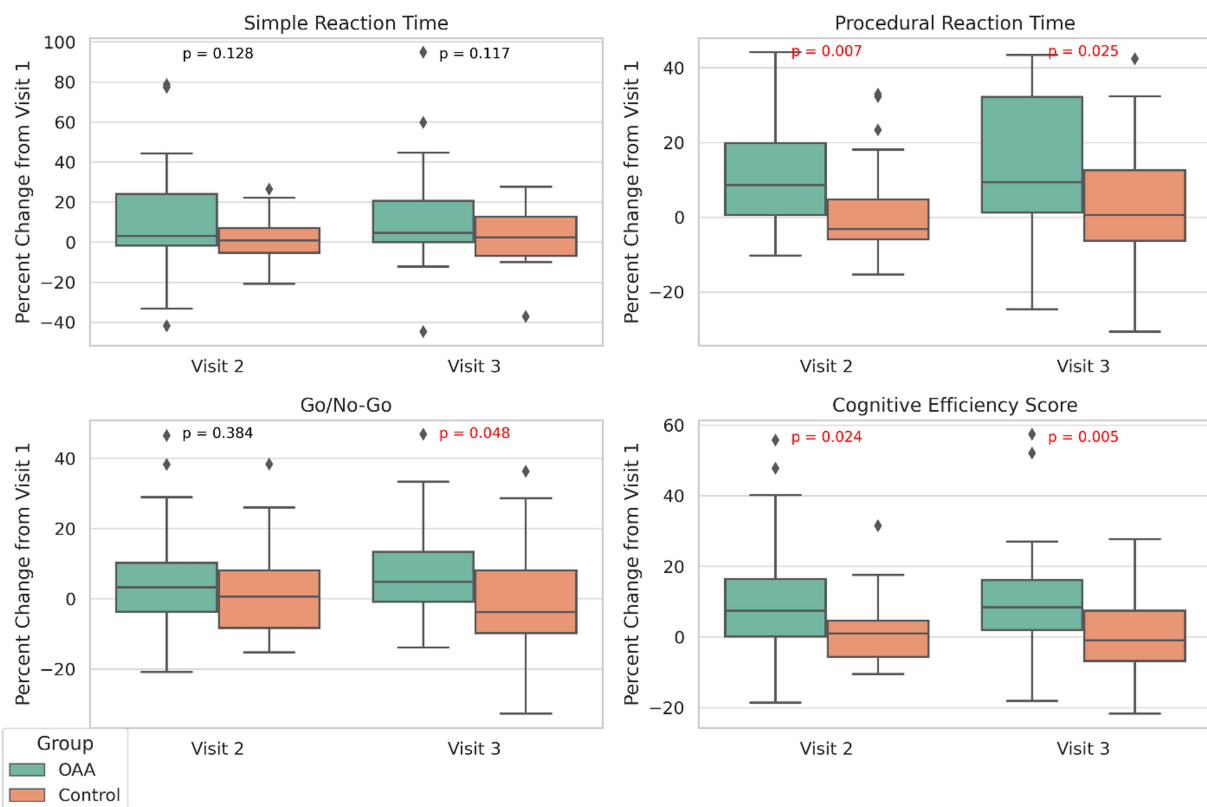 Simple Reaction Time
Percent Change from Visit 1
100
80
60
40
20
0
−20
−40
p = 0.128
p = 0.117
Visit 2
Visit 3
Procedural Reaction Time
Percent Change from Visit 1
40
20
0
−20
p = 0.007
p = 0.025
Visit 2
Visit 3
Go/No-Go
Percent Change from Visit 1
40
20
0
−20
p = 0.384
p = 0.048
Visit 2
Visit 3
Cognitive Efficiency Score
Percent Change from Visit 1
60
40
20
0
−20
p = 0.024
p = 0.005
Visit 2
Visit 3
Group
OAA
Control